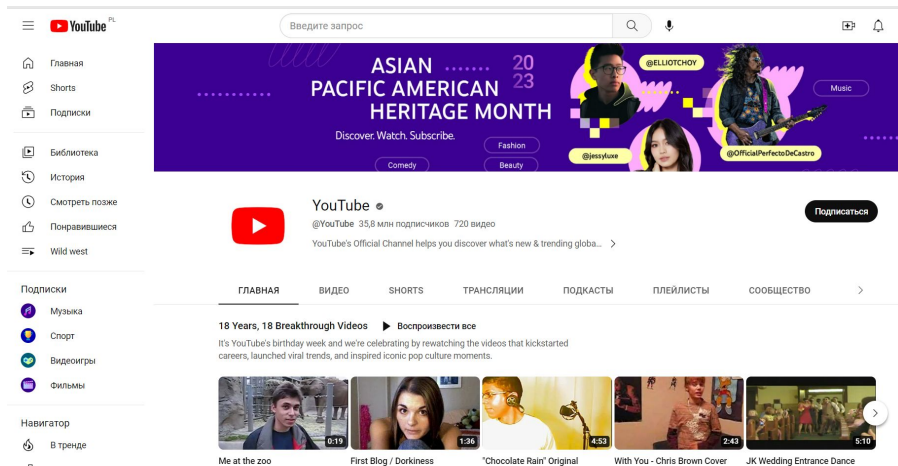 YouTube PL
Введите запрос
Главная
Shorts
Подписки
Библиотека
История
Смотреть позже
Понравившиеся
Wild west
Подписки
Музыка
Спорт
Видеоигры
Фильмы
Навигатор
В тренде
ASIAN 20
PACIFIC AMERICAN 23
HERITAGE MONTH
Discover. Watch. Subscribe.
Fashion
Comedy
Beauty
@ELLIOTCHOY
Music
@jessyluxe
@OfficialPerfectoDeCastro
YouTube
@YouTube 35,8 млн подписчиков 720 видео
YouTube's Official Channel helps you discover what's new & trending globa...
Подписаться
ГЛАВНАЯ ВИДЕО SHORTS ТРАНСЛЯЦИИ ПОДКАСТЫ ПЛЕЙЛИСТЫ СООБЩЕСТВО
18 Years, 18 Breakthrough Videos Воспроизвести все
It's YouTube's birthday week and we're celebrating by rewatching the videos that kickstarted
careers, launched viral trends, and inspired iconic pop culture moments.
0:19 1:36 4:53 2:43 5:10
Me at the zoo First Blog / Dorkiness "Chocolate Rain" Original With You - Chris Brown Cover JK Wedding Entrance Dance